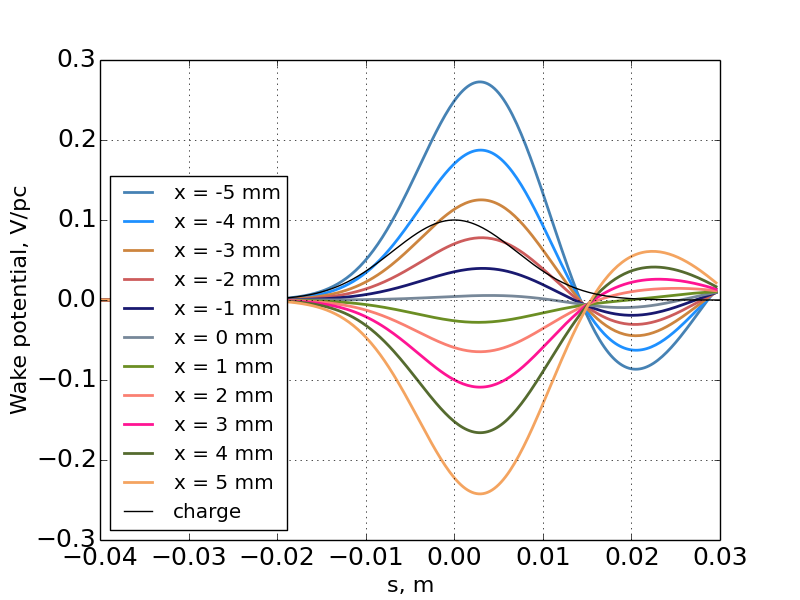 0.3
0.2
0.1
0.0
−0.1
−0.2
−0.3
Wake potential, V/pc
x = -5 mm
x = -4 mm
x = -3 mm
x = -2 mm
x = -1 mm
x = 0 mm
x = 1 mm
x = 2 mm
x = 3 mm
x = 4 mm
x = 5 mm
charge
−0.04 −0.03 −0.02 −0.01 0.00 0.01 0.02 0.03
s, m